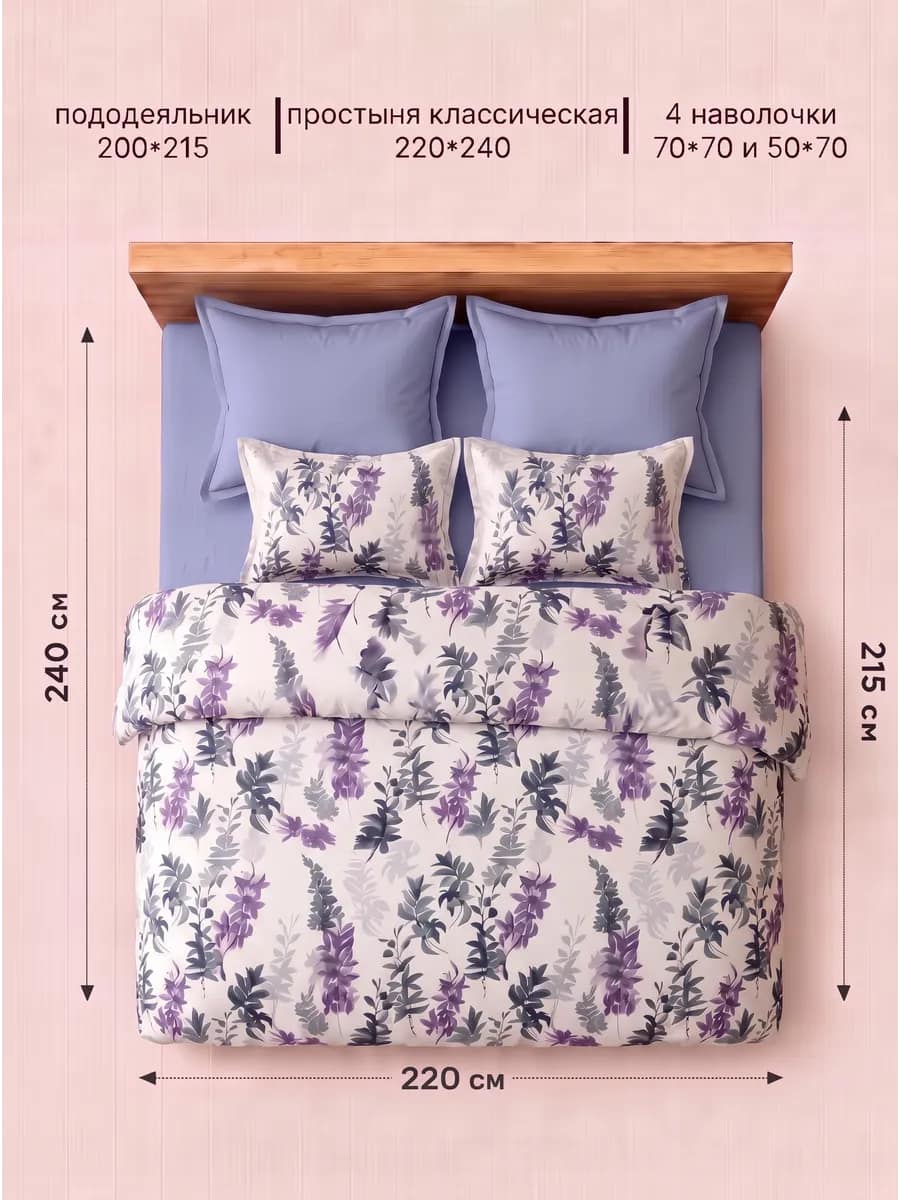 пододеяльник
200*215
простыня классическая
220*240
4 наволочки
70*70 и 50*70
240 см
215 см
220 см